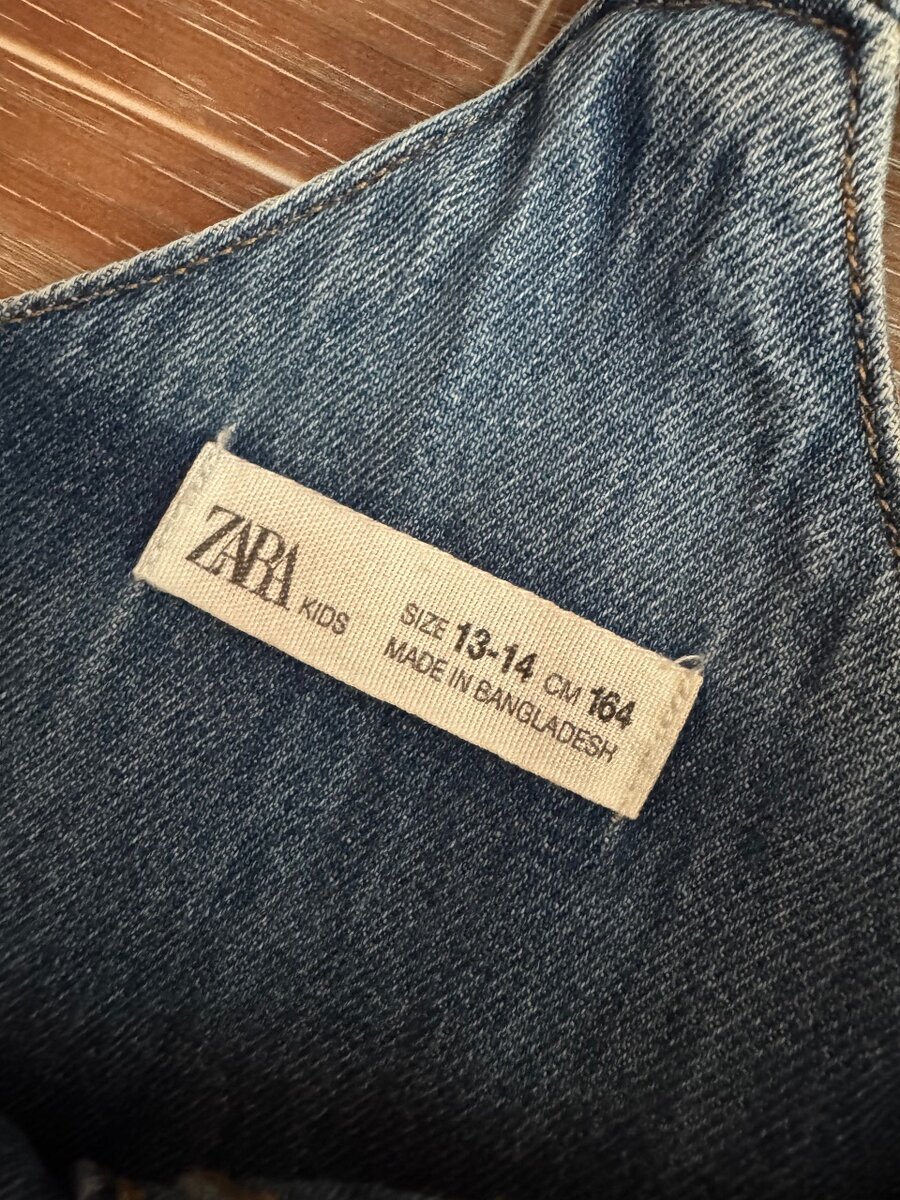 ZARA KIDS
SIZE 13-14 CM 164
MADE IN BANGLADESH